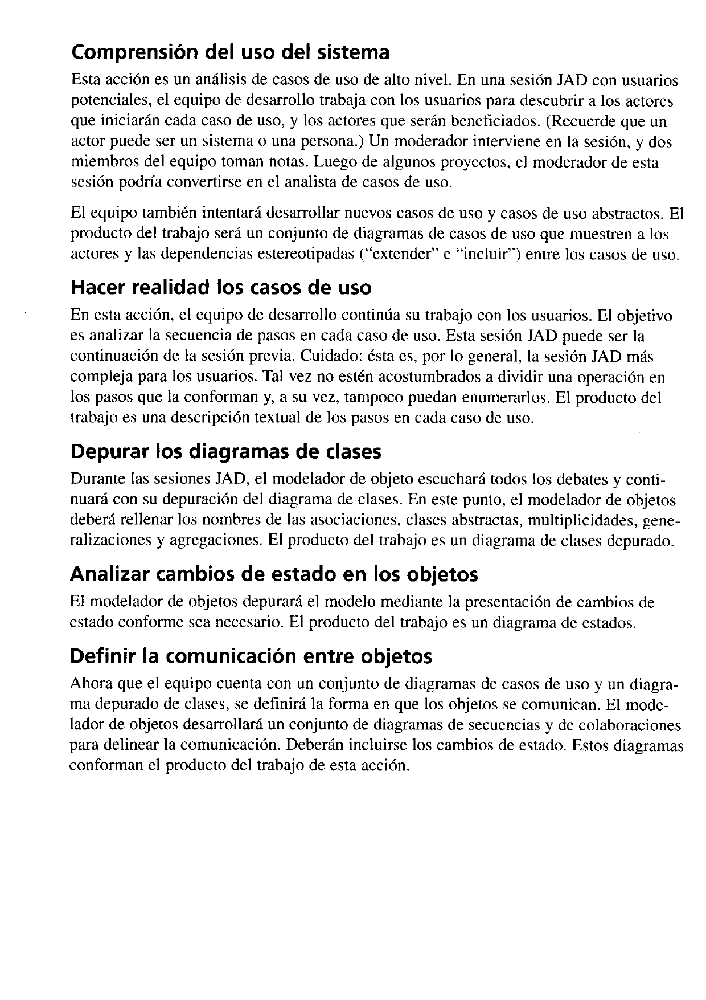 Comprensión del uso del sistema
Esta acción es un análisis de casos de uso de alto nivel. En una sesión JAD con usuarios
potenciales, el equipo de desarrollo trabaja con los usuarios para descubrir a los actores
que iniciarán cada caso de uso, y los actores que serán beneficiados. (Recuerde que un
actor puede ser un sistema o una persona.) Un moderador interviene en la sesión, y dos
miembros del equipo toman notas. Luego de algunos proyectos, el moderador de esta
sesión podría convertirse en el analista de casos de uso.
El equipo también intentará desarrollar nuevos casos de uso y casos de uso abstractos. El
producto del trabajo será un conjunto de diagramas de casos de uso que muestren a los
actores y las dependencias estereotipadas (“extender” e “incluir”) entre los casos de uso.
Hacer realidad los casos de uso
En esta acción, el equipo de desarrollo continúa su trabajo con los usuarios. El objetivo
es analizar la secuencia de pasos en cada caso de uso. Esta sesión JAD puede ser la
continuación de la sesión previa. Cuidado: ésta es, por lo general, la sesión JAD más
compleja para los usuarios. Tal vez no estén acostumbrados a dividir una operación en
los pasos que la conforman y, a su vez, tampoco puedan enumerarlos. El producto del
trabajo es una descripción textual de los pasos en cada caso de uso.
Depurar los diagramas de clases
Durante las sesiones JAD, el modelador de objeto escuchará todos los debates y conti-
nuará con su depuración del diagrama de clases. En este punto, el modelador de objetos
deberá rellenar los nombres de las asociaciones, clases abstractas, multiplicidades, gene-
ralizaciones y agregaciones. El producto del trabajo es un diagrama de clases depurado.
Analizar cambios de estado en los objetos
El modelador de objetos depurará el modelo mediante la presentación de cambios de
estado conforme sea necesario. El producto del trabajo es un diagrama de estados.
Definir la comunicación entre objetos
Ahora que el equipo cuenta con un conjunto de diagramas de casos de uso y un diagra-
ma depurado de clases, se definirá la forma en que los objetos se comunican. El mode-
lador de objetos desarrollará un conjunto de diagramas de secuencias y de colaboraciones
para delinear la comunicación. Deberán incluirse los cambios de estado. Estos diagramas
conforman el producto del trabajo de esta acción.